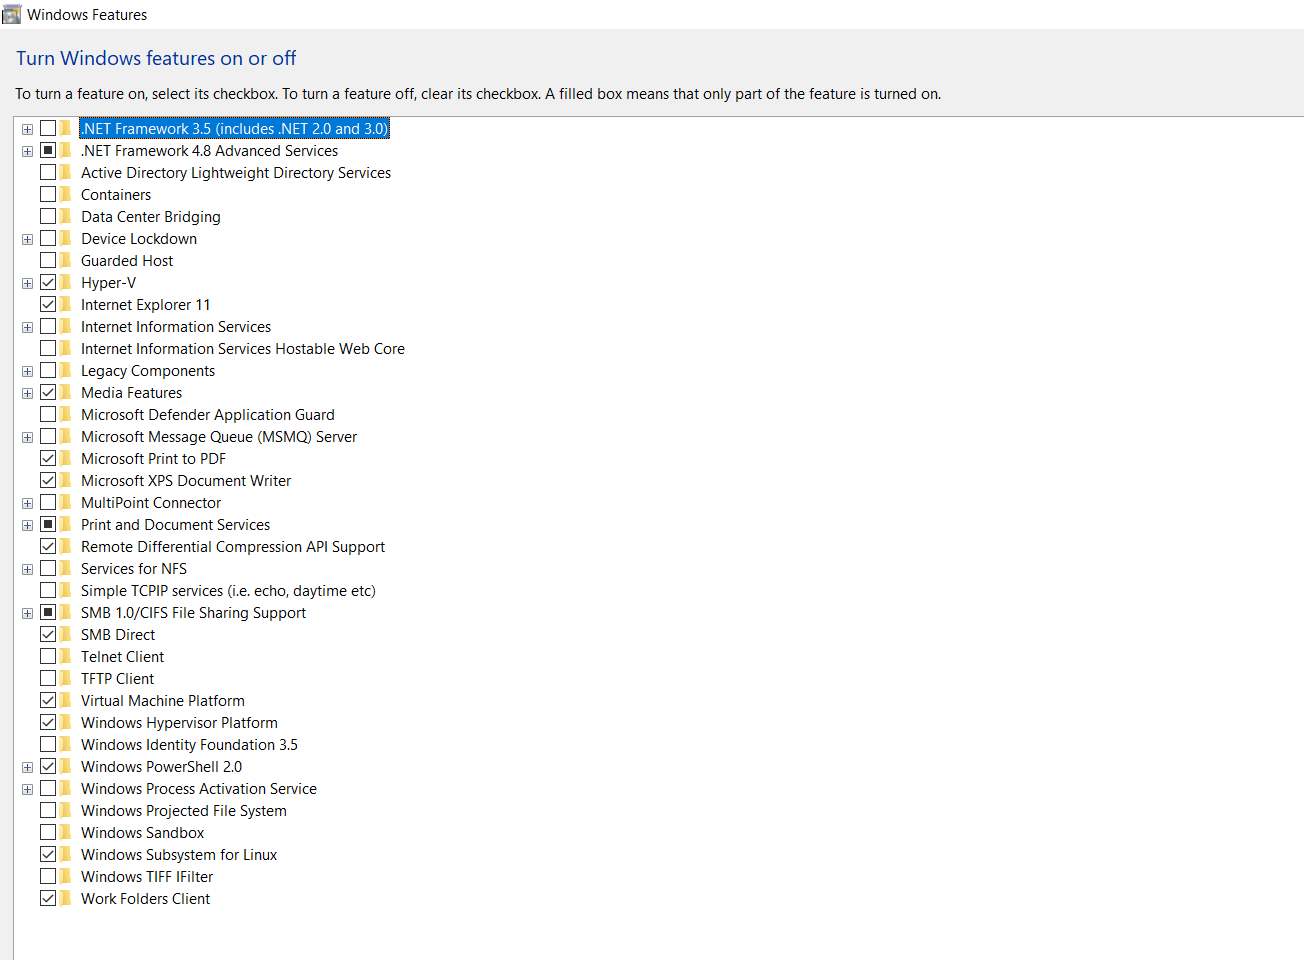 Windows Features
Turn Windows features on or off
To turn a feature on, select its checkbox. To turn a feature off, clear its checkbox. A filled box means that only part of the feature is turned on.
.NET Framework 3.5 (includes .NET 2.0 and 3.0)
.NET Framework 4.8 Advanced Services
Active Directory Lightweight Directory Services
Containers
Data Center Bridging
Device Lockdown
Guarded Host
Hyper-V
Internet Explorer 11
Internet Information Services
Internet Information Services Hostable Web Core
Legacy Components
Media Features
Microsoft Defender Application Guard
Microsoft Message Queue (MSMQ) Server
Microsoft Print to PDF
Microsoft XPS Document Writer
MultiPoint Connector
Print and Document Services
Remote Differential Compression API Support
Services for NFS
Simple TCPIP services (i.e. echo, daytime etc)
SMB 1.0/CIFS File Sharing Support
SMB Direct
Telnet Client
TFTP Client
Virtual Machine Platform
Windows Hypervisor Platform
Windows Identity Foundation 3.5
Windows PowerShell 2.0
Windows Process Activation Service
Windows Projected File System
Windows Sandbox
Windows Subsystem for Linux
Windows TIFF IFilter
Work Folders Client